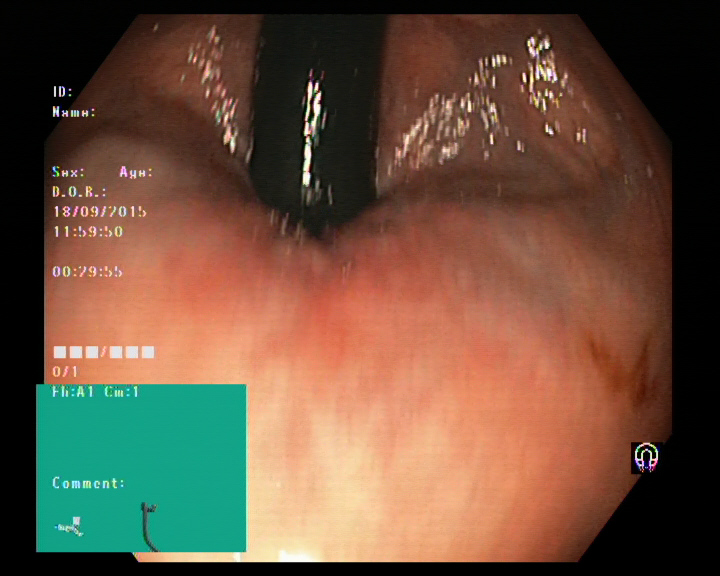 ID:
Name:
Sex: Age:
D.O.B.:
18/09/2015
11:59:50
00:29:55
■■■/■■■
0/1
Eh:A1 Cm:1
Comment: